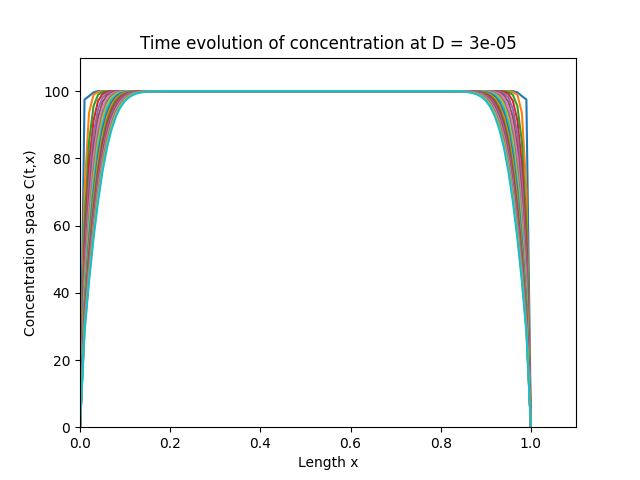 Time evolution of concentration at D = 3e-05
Concentration space C(t,x)
100
80
60
40
20
0
0.0 0.2 0.4 0.6 0.8 1.0
Length x